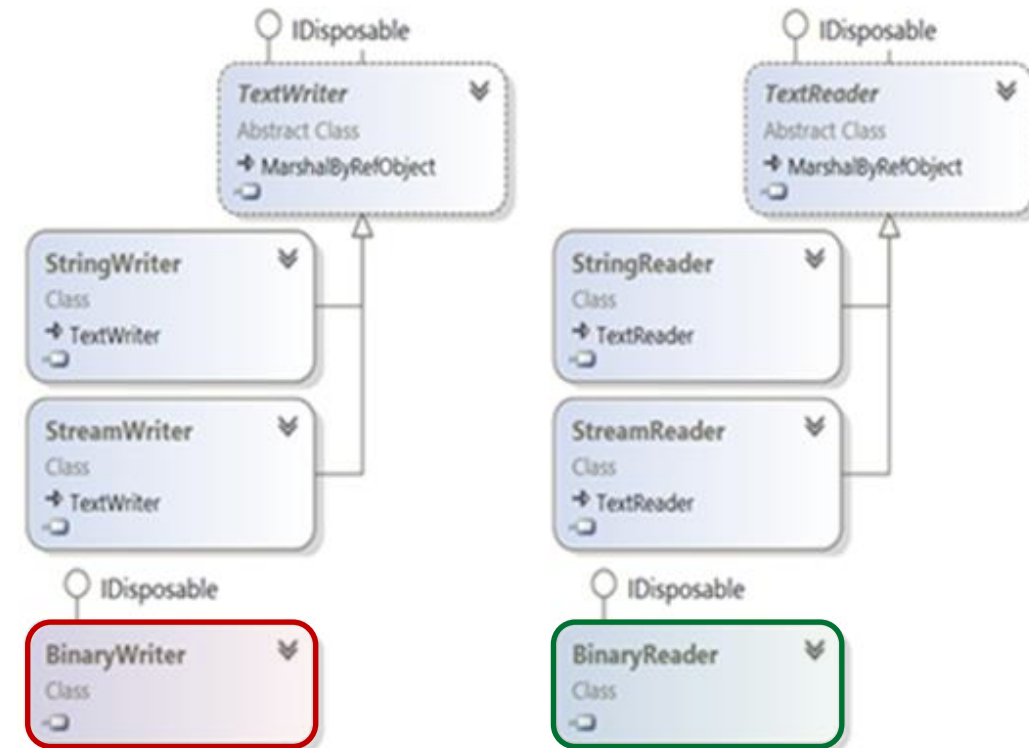 IDisposable
TextWriter
Abstract Class
MarshalByRefObject
StringWriter
Class
TextWriter
StreamWriter
Class
TextWriter
IDisposable
BinaryWriter
Class
IDisposable
TextReader
Abstract Class
MarshalByRefObject
StringReader
Class
TextReader
StreamReader
Class
TextReader
IDisposable
BinaryReader
Class